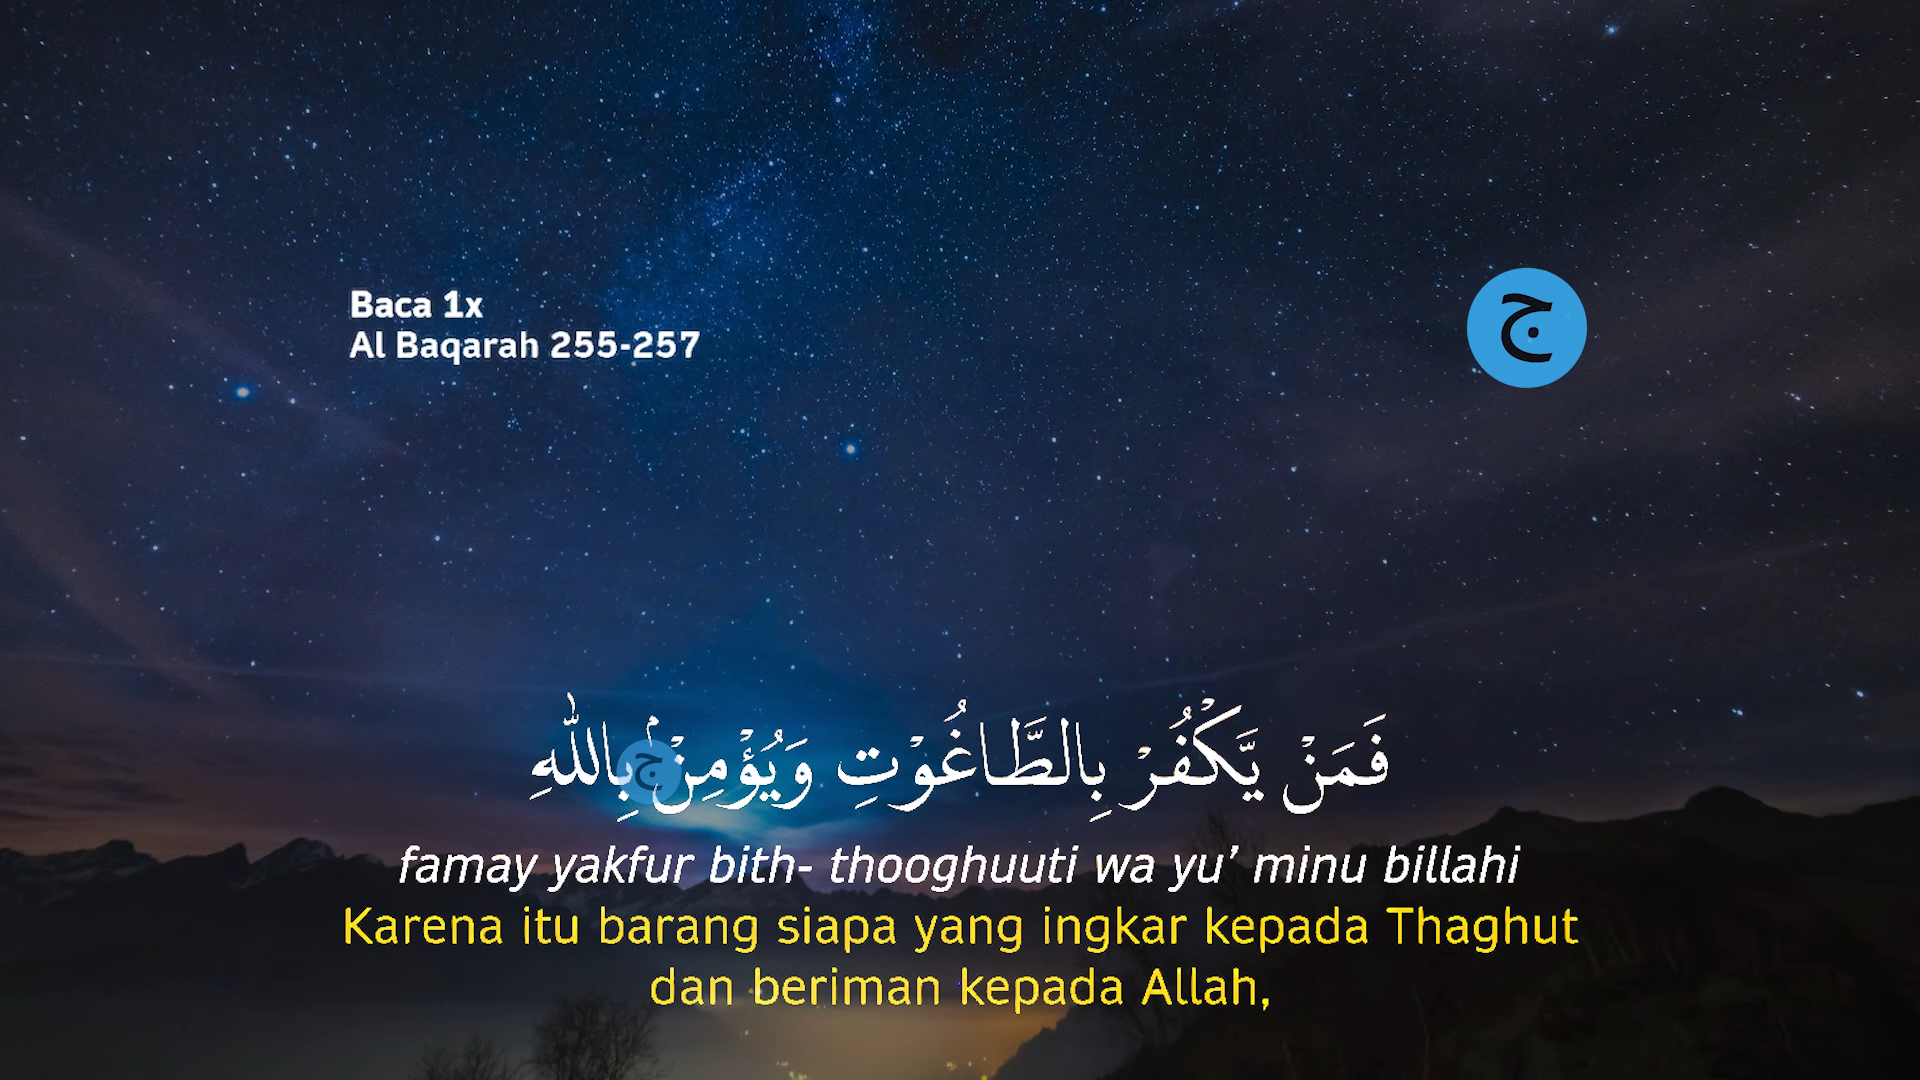 Baca 1x
Al Baqarah 255-257
ج
فَمَنْ يَّكْفُرْ بِالطَّاغُوْتِ وَيُؤْمِنْۢ بِاللّٰهِ
ج
famay yakfur bith- thooghuuti wa yu’ minu billahi
Karena itu barang siapa yang ingkar kepada Thaghut
dan beriman kepada Allah,